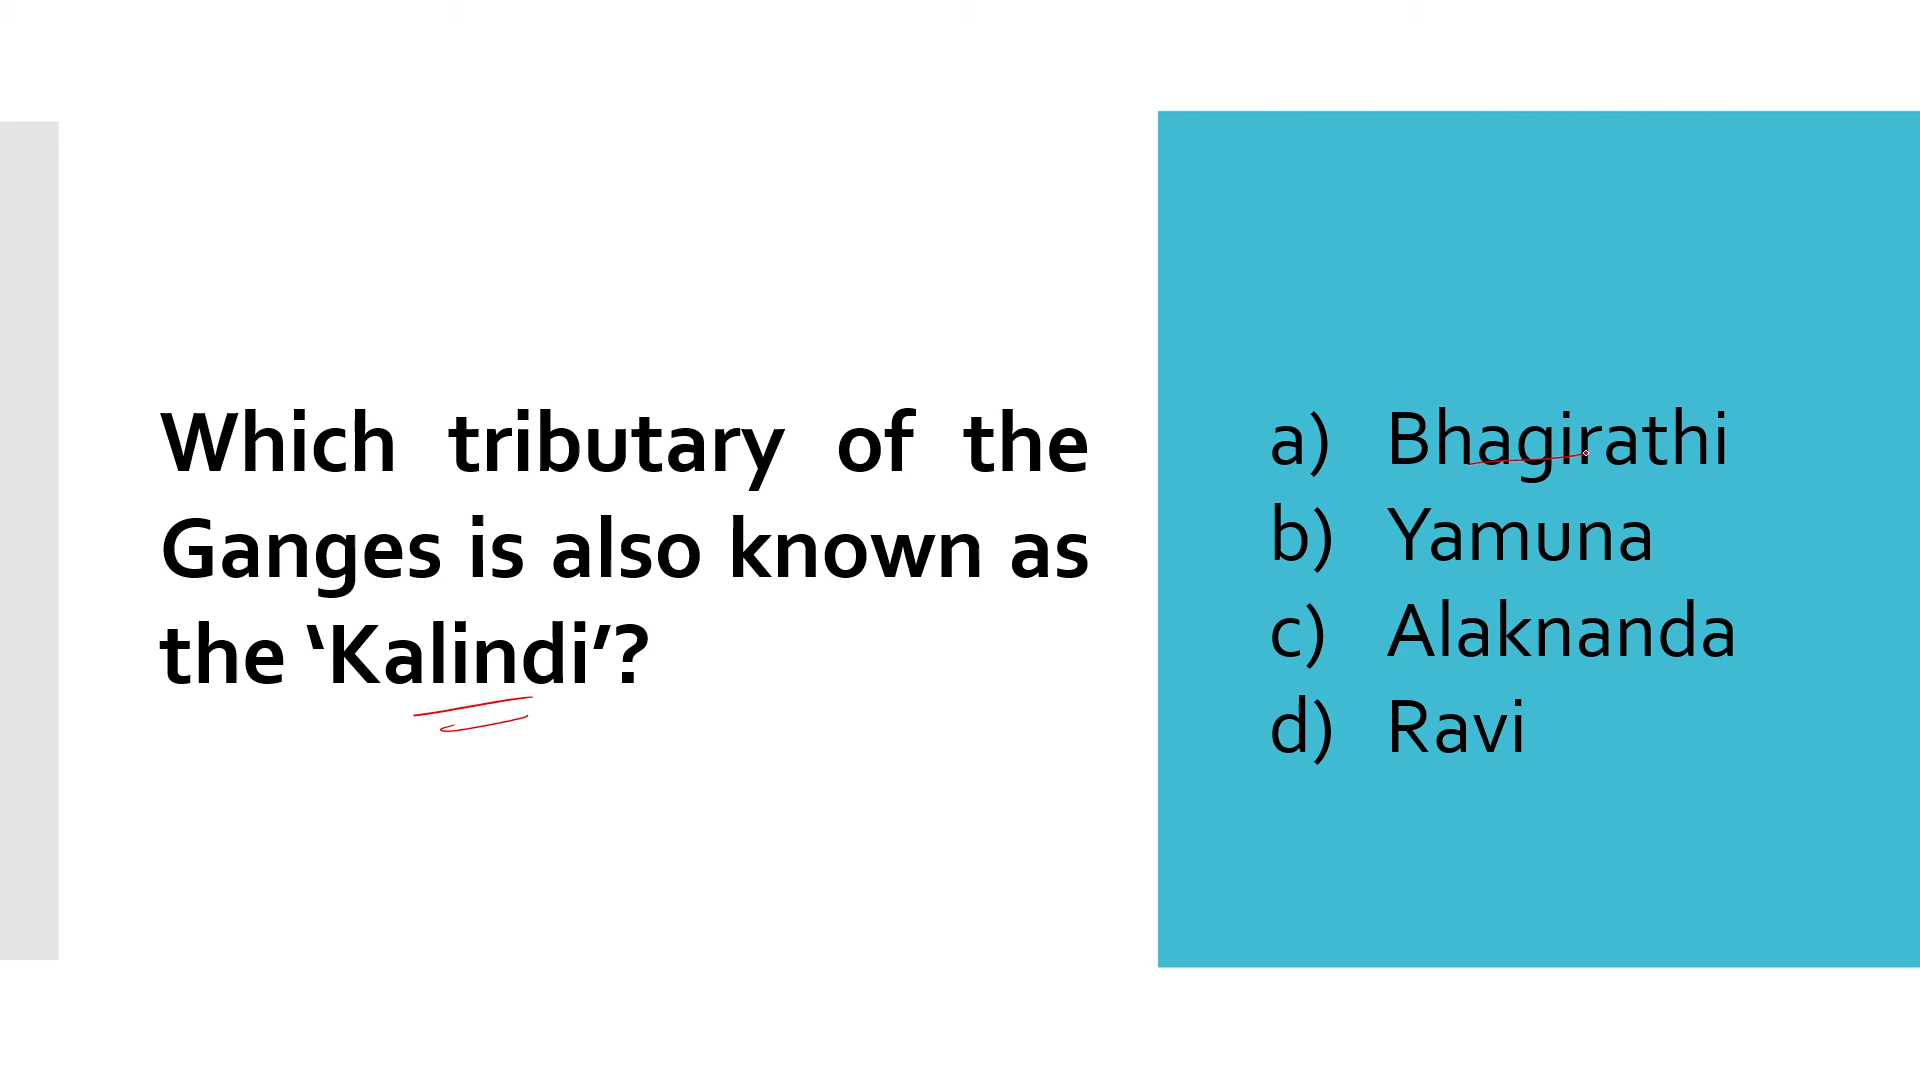 Which tributary of the
Ganges is also known as
the ‘Kalindi’?
a) Bhagirathi
b) Yamuna
c) Alaknanda
d) Ravi